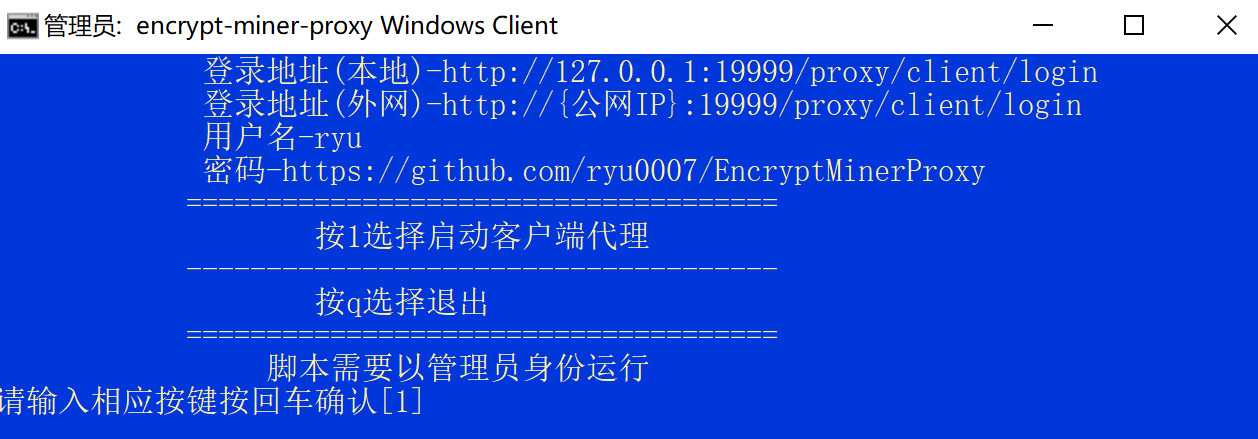 管理员: encrypt-miner-proxy Windows Client
登录地址(本地)-http://127.0.0.1:19999/proxy/client/login
登录地址(外网)-http://{公网IP}:19999/proxy/client/login
用户名-ryu
密码-https://github.com/ryu0007/EncryptMinerProxy
=====================================
按1选择启动客户端代理
-------------------------------------
按q选择退出
=====================================
脚本需要以管理员身份运行
请输入相应按键按回车确认[1]